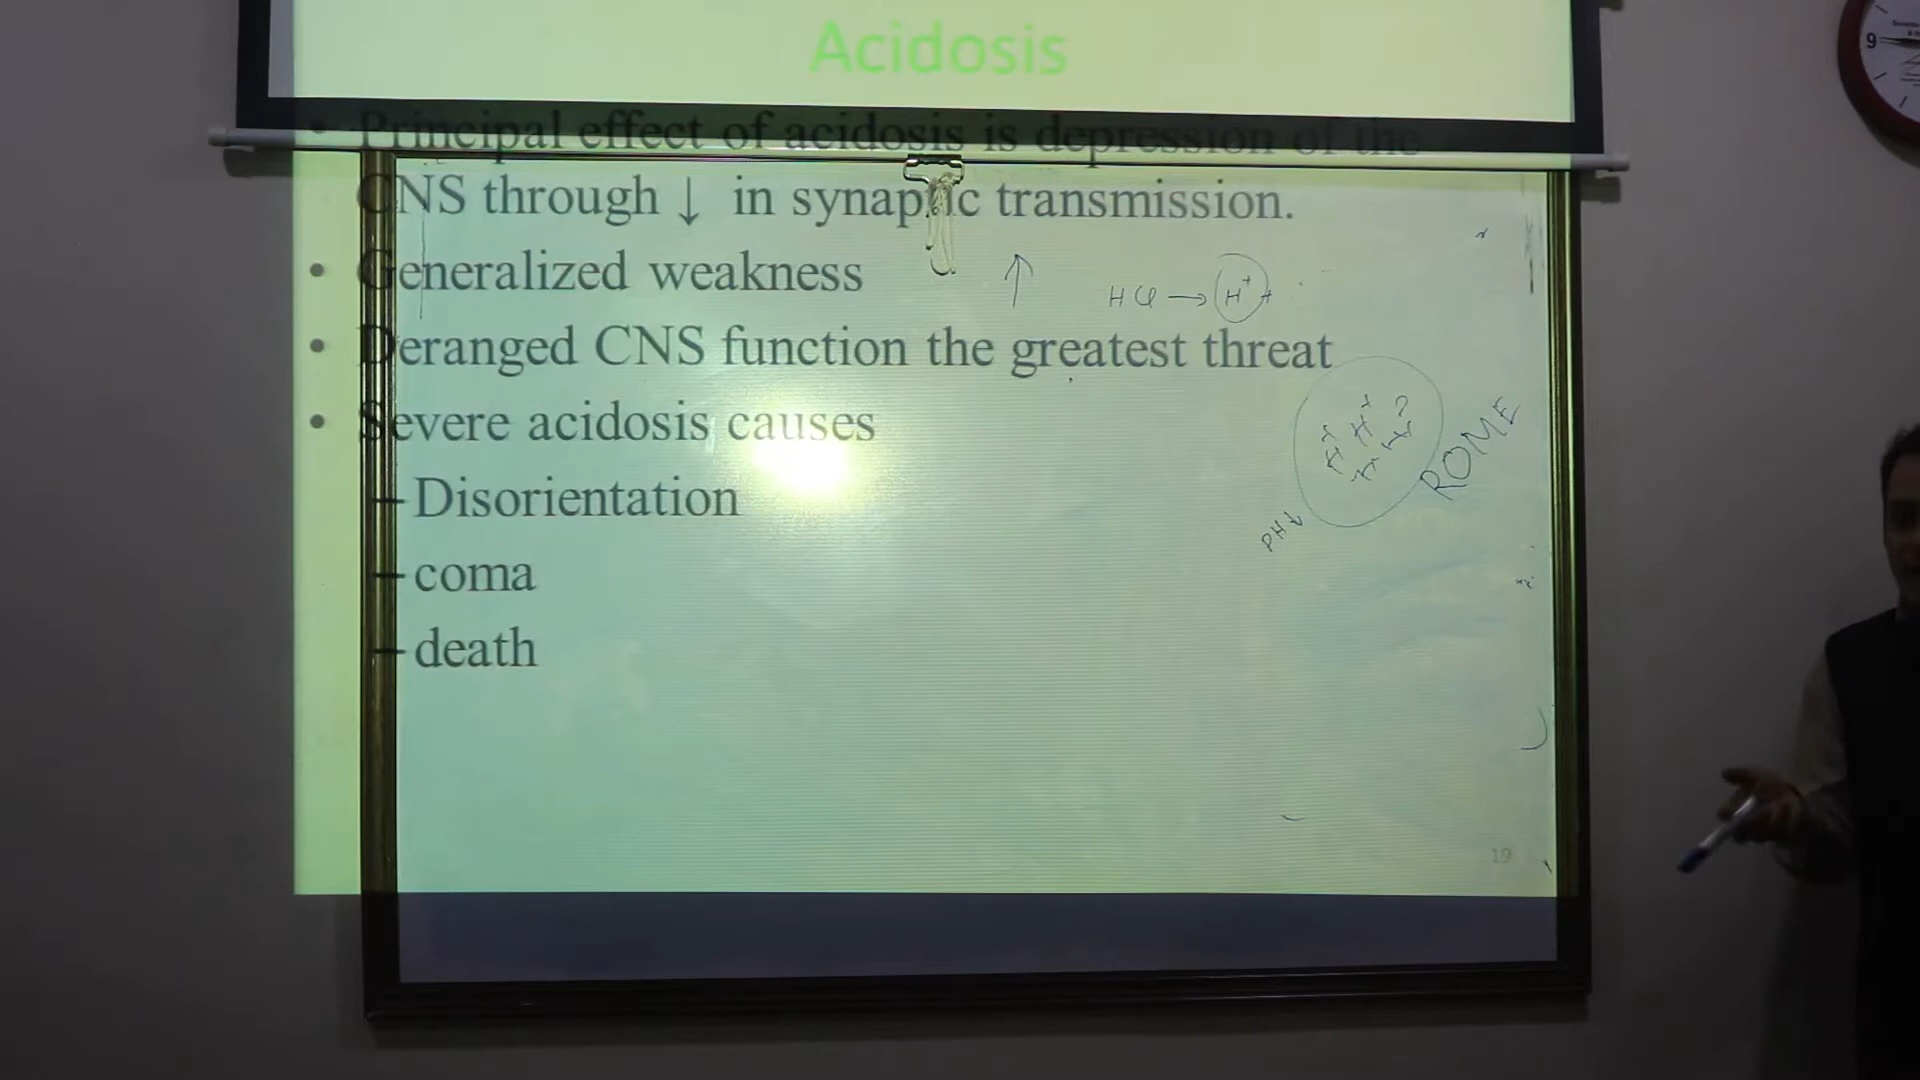 Acidosis
• Principal effect of acidosis is depression of the
CNS through ↓ in synaptic transmission.
• Generalized weakness
↑ HCl → H⁺ +
• Deranged CNS function the greatest threat
• Severe acidosis causes
– Disorientation
– coma
– death
H⁺ H⁺
ROME
PH↓
19
9